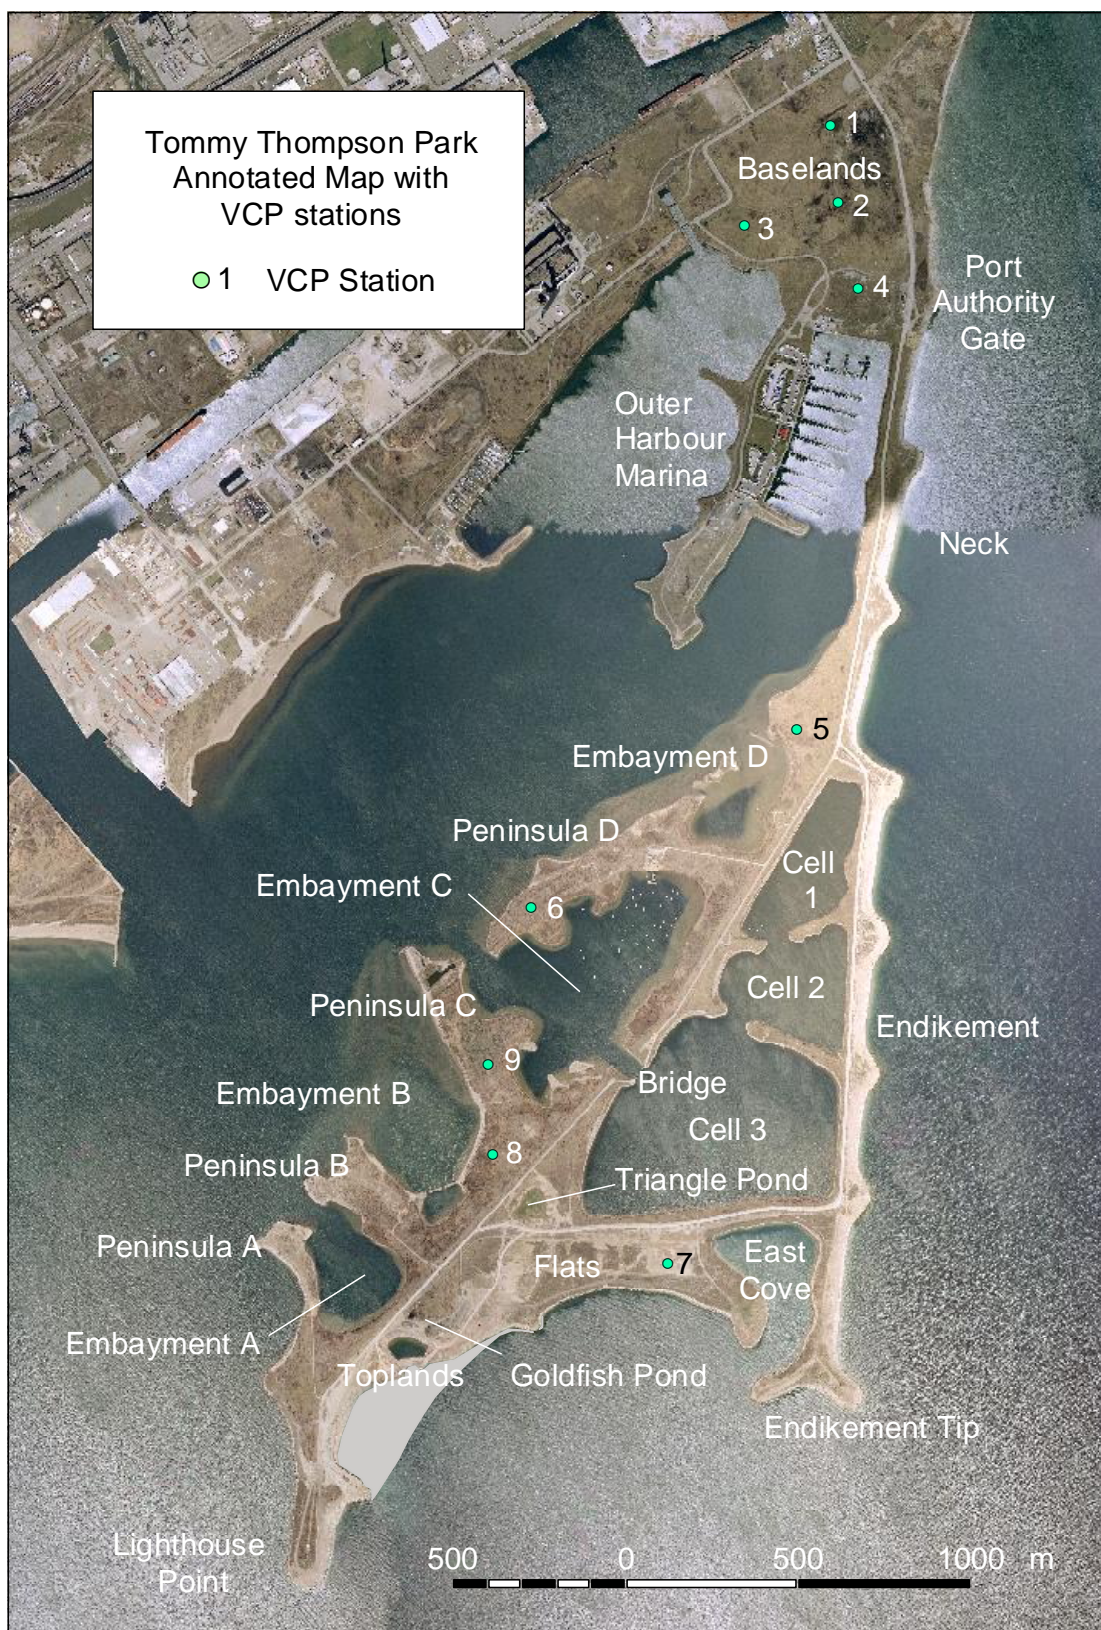 Tommy Thompson Park
Annotated Map with
VCP stations
1 VCP Station
1
Baselands
2
3
4
Port
Authority
Gate
Outer
Harbour
Marina
Neck
5
Embayment D
Peninsula D
Cell
1
Embayment C
6
Cell 2
Peninsula C
Endikement
9
Bridge
Embayment B
Cell 3
8
Peninsula B
Triangle Pond
Peninsula A
East
Cove
Flats
7
Embayment A
Toplands
Goldfish Pond
Endikement Tip
Lighthouse
Point
500 0 500 1000 m